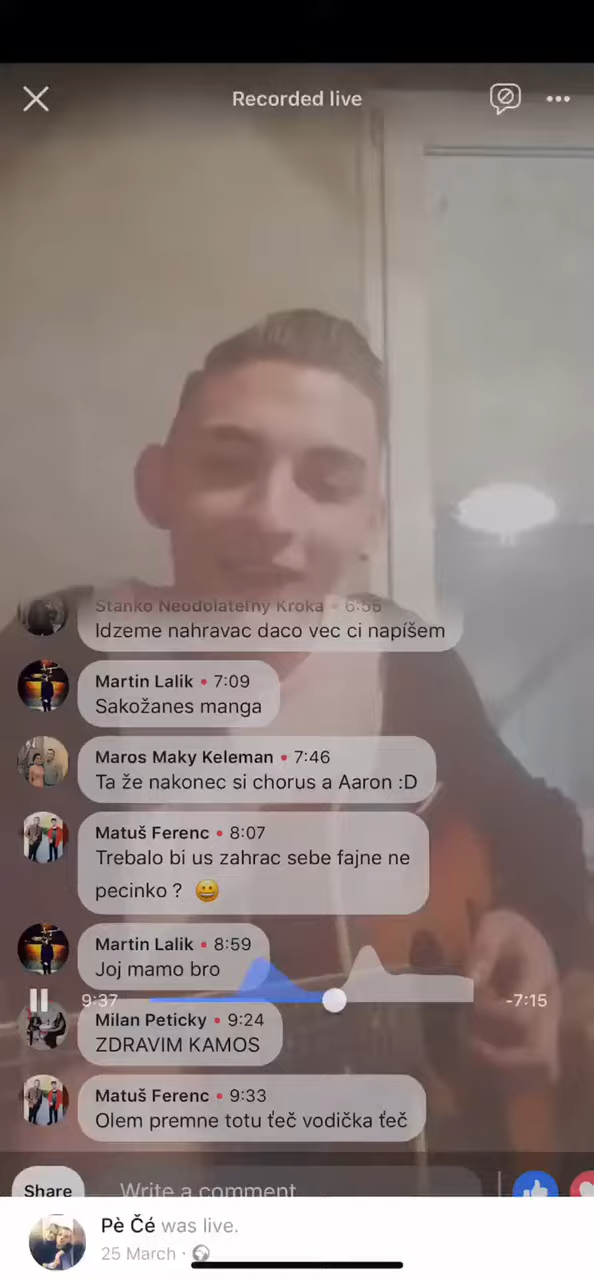 Recorded live
Stanko Neodolateľny Kroka • 6:56
Idzeme nahravac daco vec ci napíšem
Martin Lalik • 7:09
Sakožanes manga
Maros Maky Keleman • 7:46
Ta že nakonec si chorus a Aaron :D
Matuš Ferenc • 8:07
Trebalo bi us zahrac sebe fajne ne
pecinko ? 😀
Martin Lalik • 8:59
Joj mamo bro
9:37
-7:15
Milan Peticky • 9:24
ZDRAVIM KAMOS
Matuš Ferenc • 9:33
Olem premne totu ťeč vodička ťeč
Share
Write a comment
Pè Čé was live.
25 March ·